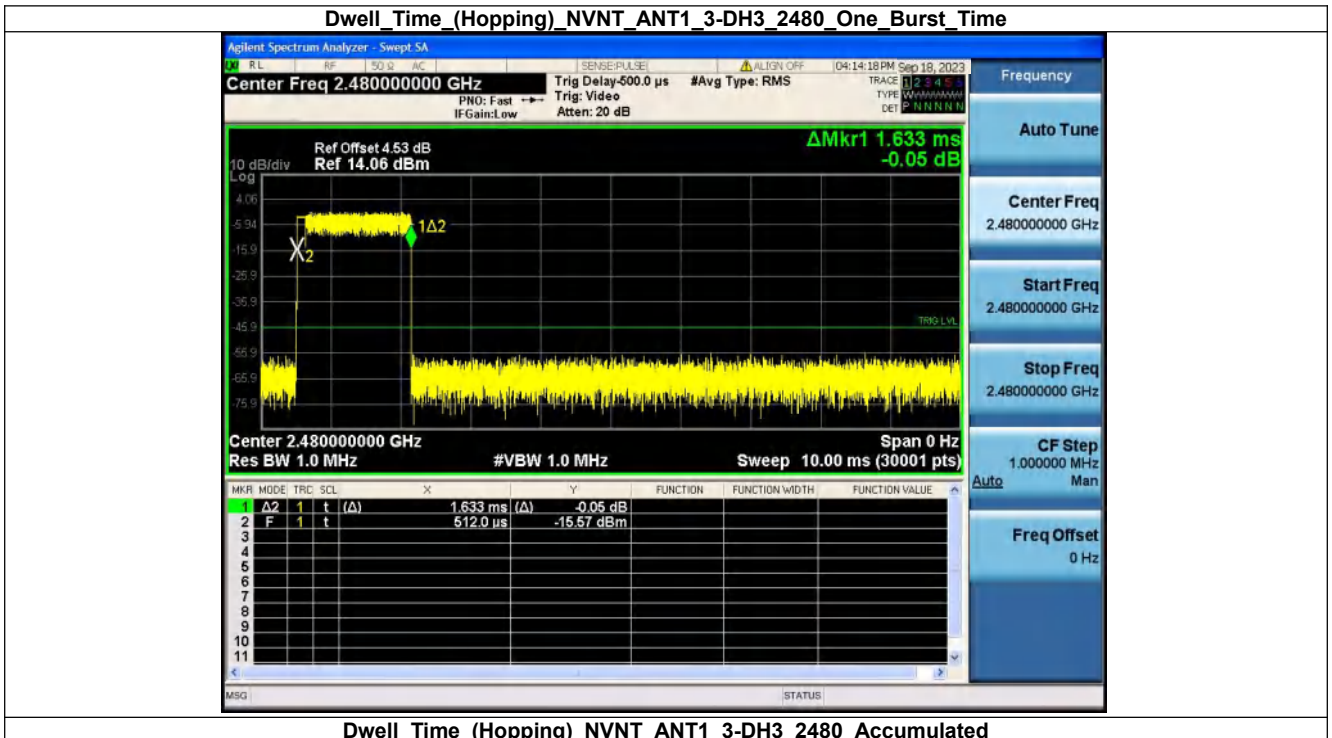 Dwell_Time_(Hopping)_NVNT_ANT1_3-DH3_2480_One_Burst_Time
Agilent Spectrum Analyzer - Swept SA
RL RF 50 Ω AC SENSE:PULSE ALIGN OFF 04:14:18 PM Sep 18, 2023
Center Freq 2.480000000 GHz
PNO: Fast
IFGain:Low
Trig Delay-500.0 µs #Avg Type: RMS
Trig: Video
Atten: 20 dB
TRACE 1 2 3 4 5 6
TYPE
DET P N N N N N
Frequency
Auto Tune
ΔMkr1 1.633 ms
-0.05 dB
Ref Offset 4.53 dB
10 dB/div Ref 14.06 dBm
Log
4.06
-5.94
-15.9
-25.9
-35.9
-45.9
-55.9
-65.9
-75.9
1Δ2
2
TRIG LVL
Center Freq
2.480000000 GHz
Start Freq
2.480000000 GHz
Stop Freq
2.480000000 GHz
CF Step
1.000000 MHz
Auto Man
Freq Offset
0 Hz
Center 2.480000000 GHz Span 0 Hz
Res BW 1.0 MHz #VBW 1.0 MHz Sweep 10.00 ms (30001 pts)
MKR MODE TRC SCL X Y FUNCTION FUNCTION WIDTH FUNCTION VALUE
1 Δ2 1 t (Δ) 1.633 ms (Δ) -0.05 dB
2 F 1 t 512.0 µs -15.57 dBm
3
4
5
6
7
8
9
10
11
MSG STATUS
Dwell_Time_(Hopping)_NVNT_ANT1_3-DH3_2480_Accumulated